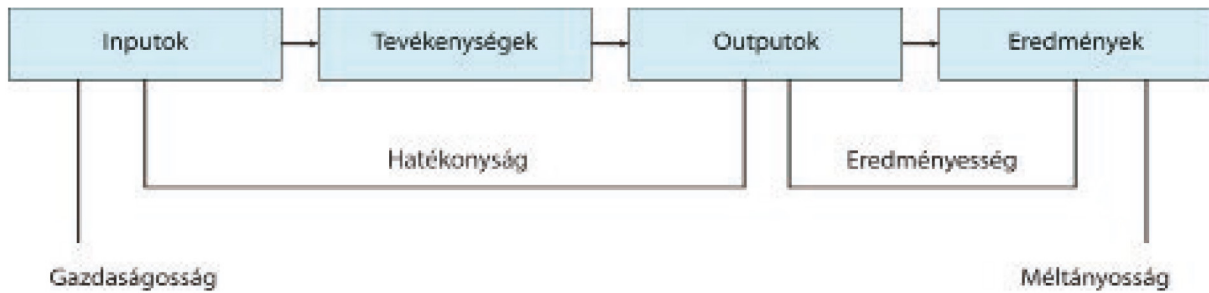 Inputok
Tevékenységek
Outputok
Eredmények
Hatékonyság
Eredményesség
Gazdaságosság
Méltányosság